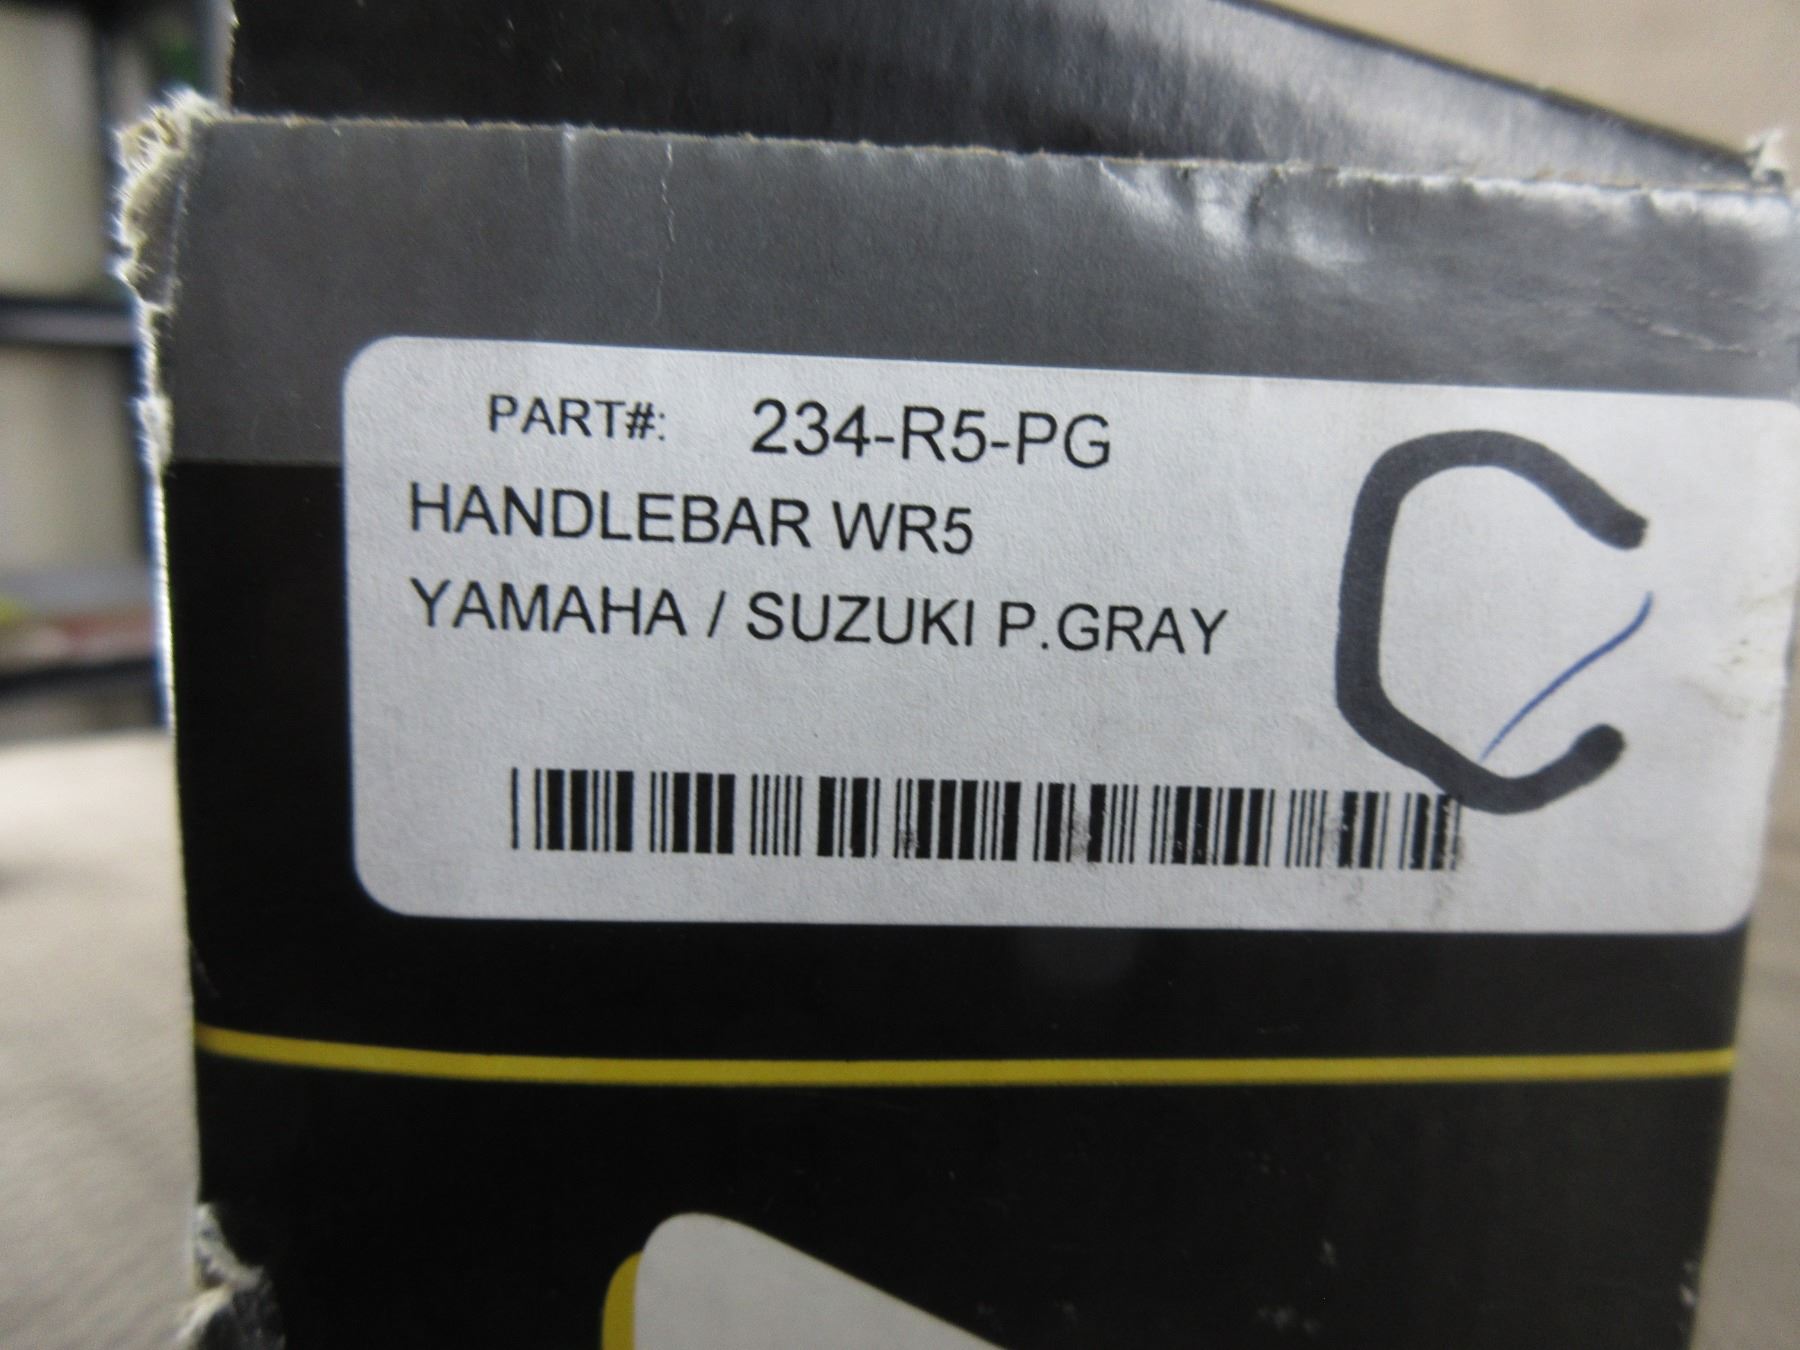 PART#: 234-R5-PG
HANDLEBAR WR5
YAMAHA / SUZUKI P.GRAY
C